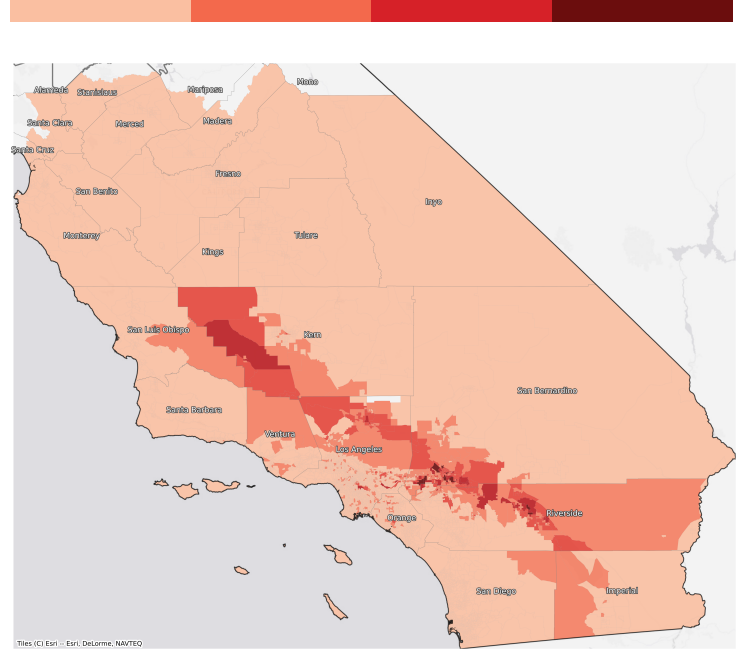 Mono
Alameda
Stanislaus
Mariposa
Santa Clara
Merced
Madera
Santa Cruz
Fresno
San Benito
Inyo
Monterey
Tulare
Kings
San Luis Obispo
Kern
San Bernardino
Santa Barbara
Ventura
Los Angeles
Riverside
Orange
San Diego
Imperial
Tiles (C) Esri -- Esri, DeLorme, NAVTEQ